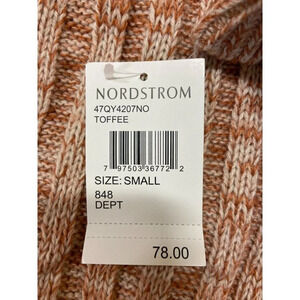 NORDSTROM
47QY4207NO
TOFFEE
7 97503 36772 2
SIZE: SMALL
848
DEPT
78.00